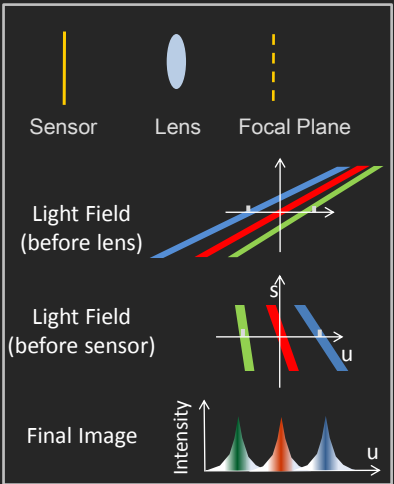 Sensor Lens Focal Plane
Light Field
(before lens)
s
Light Field
(before sensor)
u
Intensity
Final Image
u